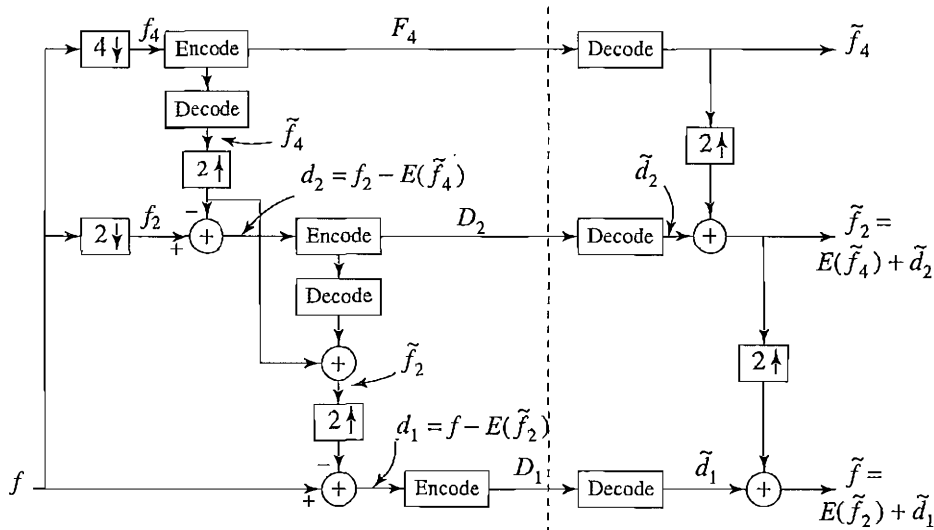 4↓ f₄ Encode F₄ Decode f̃₄
Decode
f̃₄
2↑ 2↑
d₂ = f₂ − E(f̃₄) d̃₂
−
2↓ f₂ + + Encode D₂ Decode + f̃₂ =
E(f̃₄) + d̃₂
Decode
+ f̃₂
2↑
2↑ d₁ = f − E(f̃₂)
−
f + + Encode D₁ Decode d̃₁ + f̃ =
E(f̃₂) + d̃₁